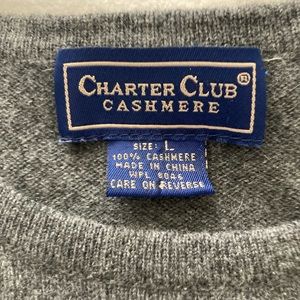 CHARTER CLUB®
CASHMERE
SIZE: L
100% CASHMERE
MADE IN CHINA
WPL 8046
CARE ON REVERSE